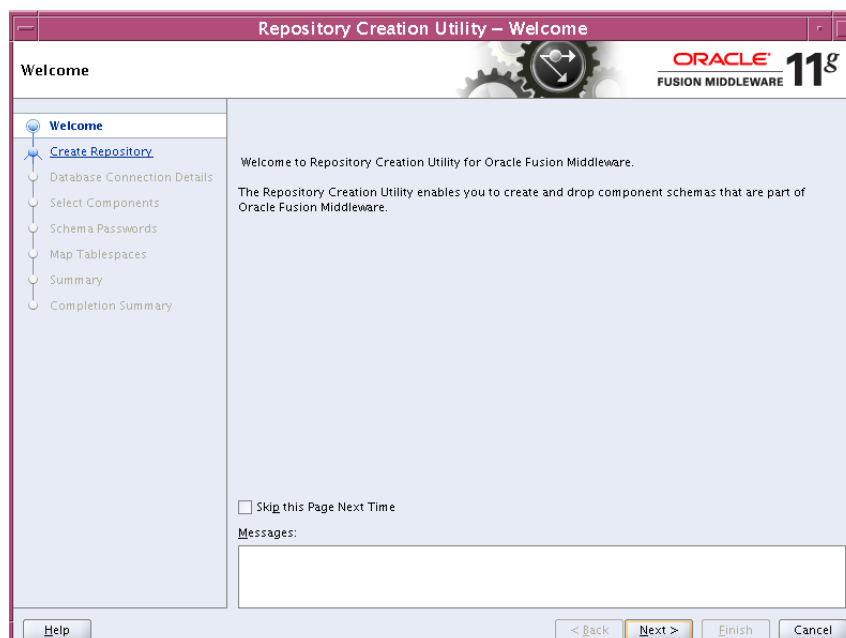 Repository Creation Utility – Welcome
Welcome
ORACLE®
FUSION MIDDLEWARE 11g
Welcome
Create Repository
Database Connection Details
Select Components
Schema Passwords
Map Tablespaces
Summary
Completion Summary
Welcome to Repository Creation Utility for Oracle Fusion Middleware.
The Repository Creation Utility enables you to create and drop component schemas that are part of
Oracle Fusion Middleware.
Skip this Page Next Time
Messages:
Help
< Back
Next >
Finish
Cancel